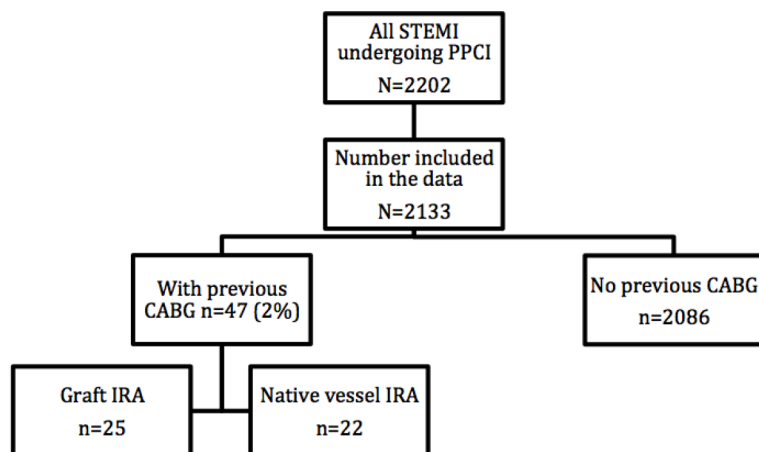 All STEMI
undergoing PPCI
N=2202
Number included
in the data
N=2133
With previous
CABG n=47 (2%)
No previous CABG
n=2086
Graft IRA
n=25
Native vessel IRA
n=22